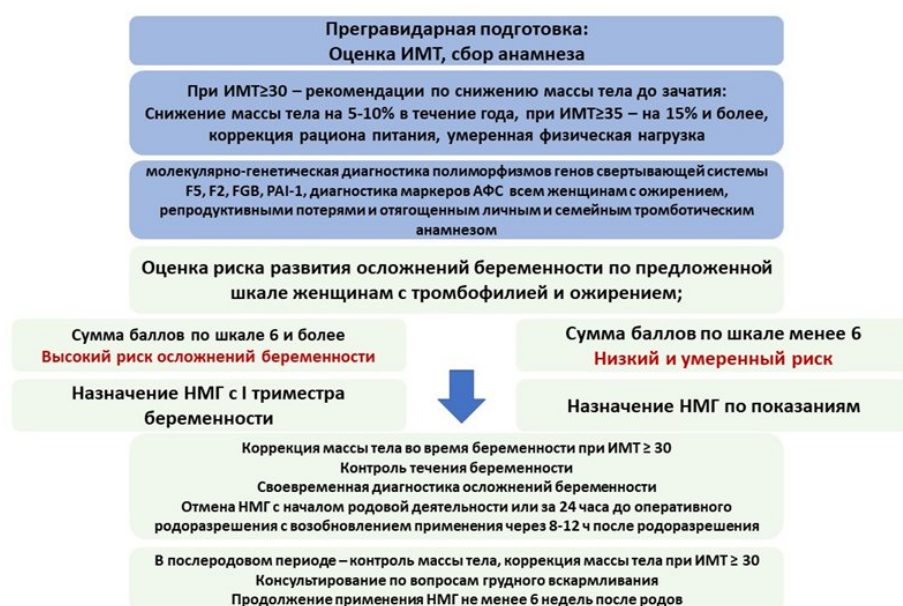 Прегравидарная подготовка:
Оценка ИМТ, сбор анамнеза
При ИМТ≥30 – рекомендации по снижению массы тела до зачатия:
Снижение массы тела на 5-10% в течение года, при ИМТ≥35 – на 15% и более,
коррекция рациона питания, умеренная физическая нагрузка
молекулярно-генетическая диагностика полиморфизмов генов свертывающей системы
F5, F2, FGB, PAI-1, диагностика маркеров АФС всем женщинам с ожирением,
репродуктивными потерями и отягощенным личным и семейным тромботическим
анамнезом
Оценка риска развития осложнений беременности по предложенной
шкале женщинам с тромбофилией и ожирением;
Сумма баллов по шкале 6 и более
Высокий риск осложнений беременности
Сумма баллов по шкале менее 6
Низкий и умеренный риск
Назначение НМГ с I триместра
беременности
Назначение НМГ по показаниям
Коррекция массы тела во время беременности при ИМТ ≥ 30
Контроль течения беременности
Своевременная диагностика осложнений беременности
Отмена НМГ с началом родовой деятельности или за 24 часа до оперативного
родоразрешения с возобновлением применения через 8-12 ч после родоразрешения
В послеродовом периоде – контроль массы тела, коррекция массы тела при ИМТ ≥ 30
Консультирование по вопросам грудного вскармливания
Продолжение применения НМГ не менее 6 недель после родов